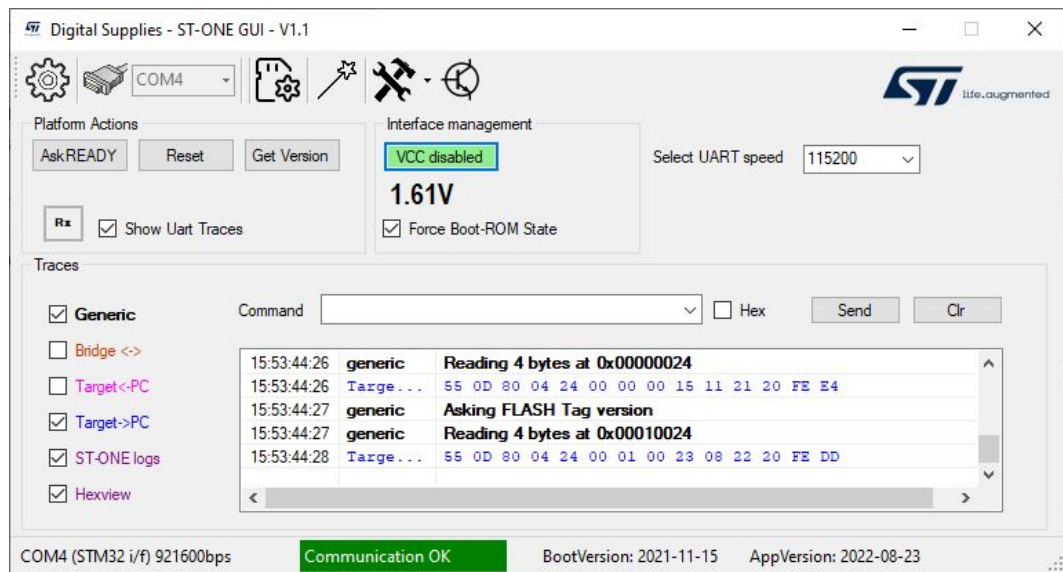 Digital Supplies - ST-ONE GUI - V1.1
COM4
life.augmented
Platform Actions
AskREADY Reset Get Version
Rx Show Uart Traces
Interface management
VCC disabled
1.61V
Force Boot-ROM State
Select UART speed 115200
Traces
Generic
Bridge <->
Target<-PC
Target->PC
ST-ONE logs
Hexview
Command Hex Send Clr
15:53:44:26 generic Reading 4 bytes at 0x00000024
15:53:44:26 Targe... 55 0D 80 04 24 00 00 00 15 11 21 20 FE E4
15:53:44:27 generic Asking FLASH Tag version
15:53:44:27 generic Reading 4 bytes at 0x00010024
15:53:44:28 Targe... 55 0D 80 04 24 00 01 00 23 08 22 20 FE DD
COM4 (STM32 i/f) 921600bps Communication OK BootVersion: 2021-11-15 AppVersion: 2022-08-23